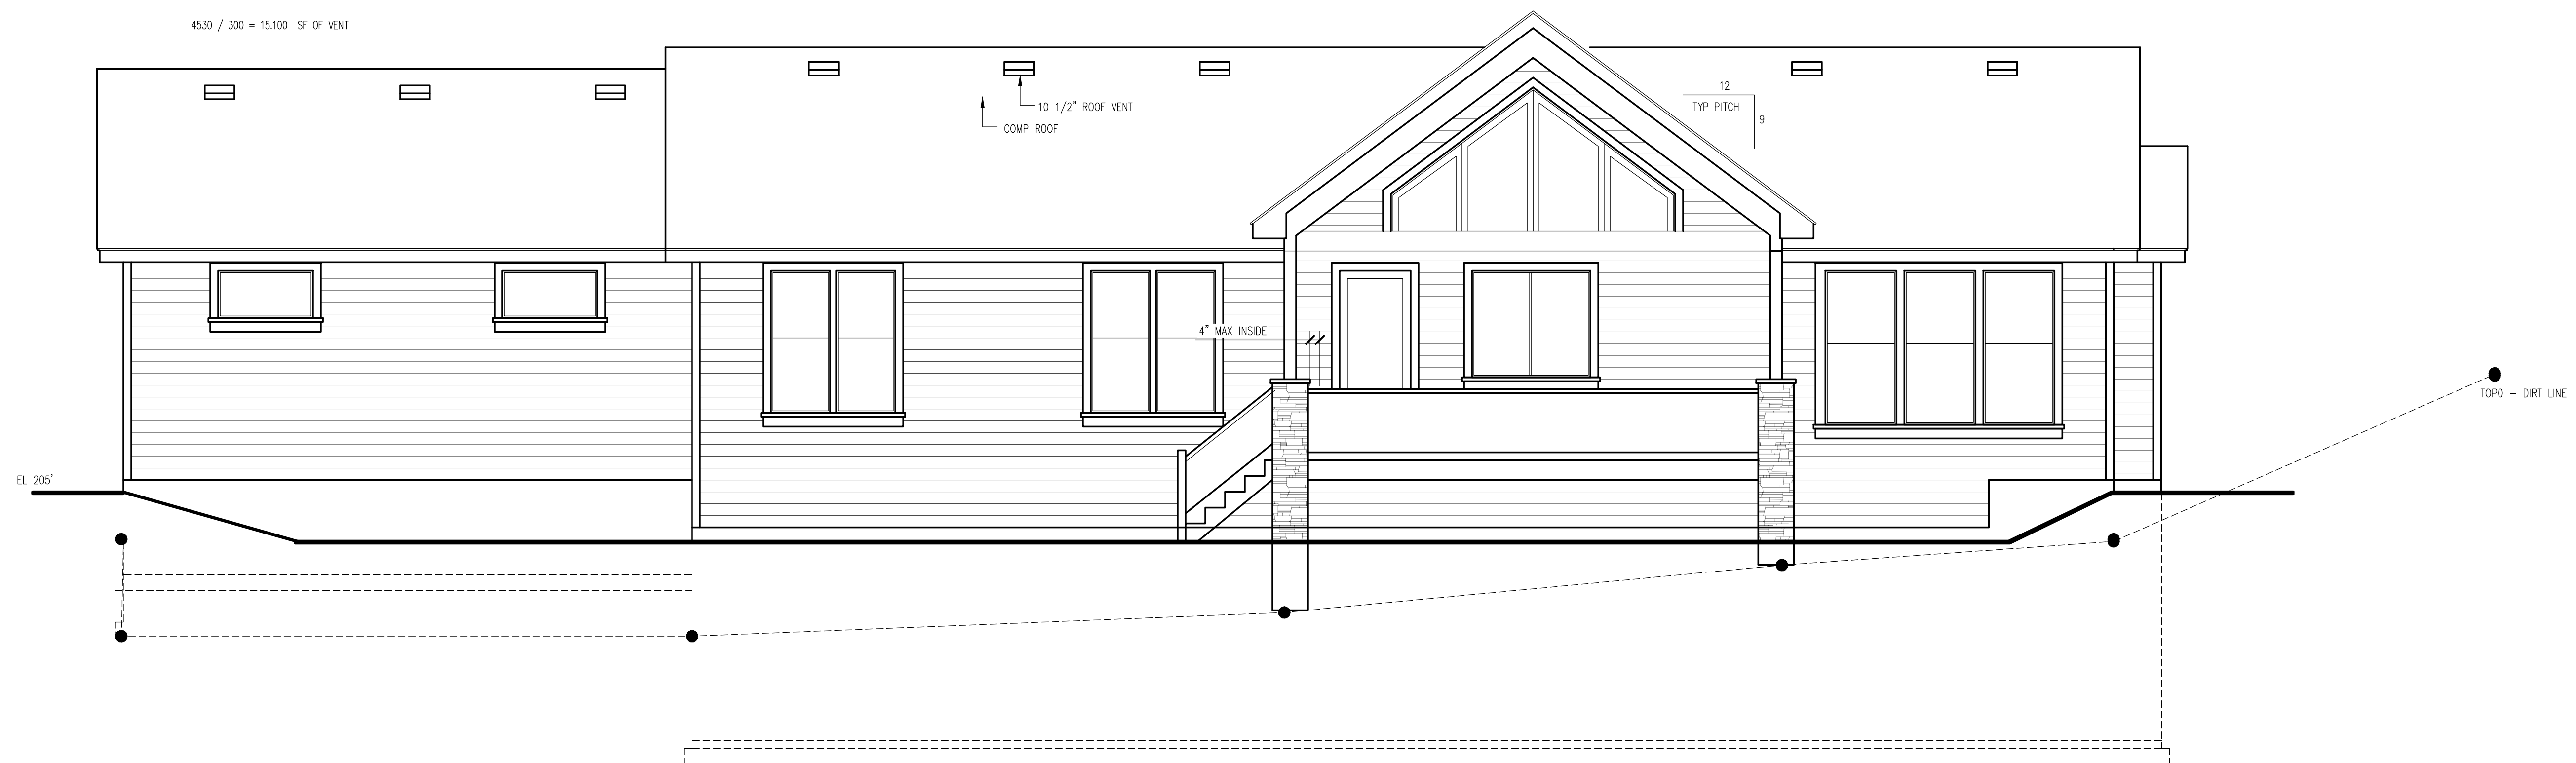 4530 / 300 = 15.100 SF OF VENT
12
TYP PITCH
9
10 1/2" ROOF VENT
COMP ROOF
4" MAX INSIDE
TOPO - DIRT LINE
EL 205'